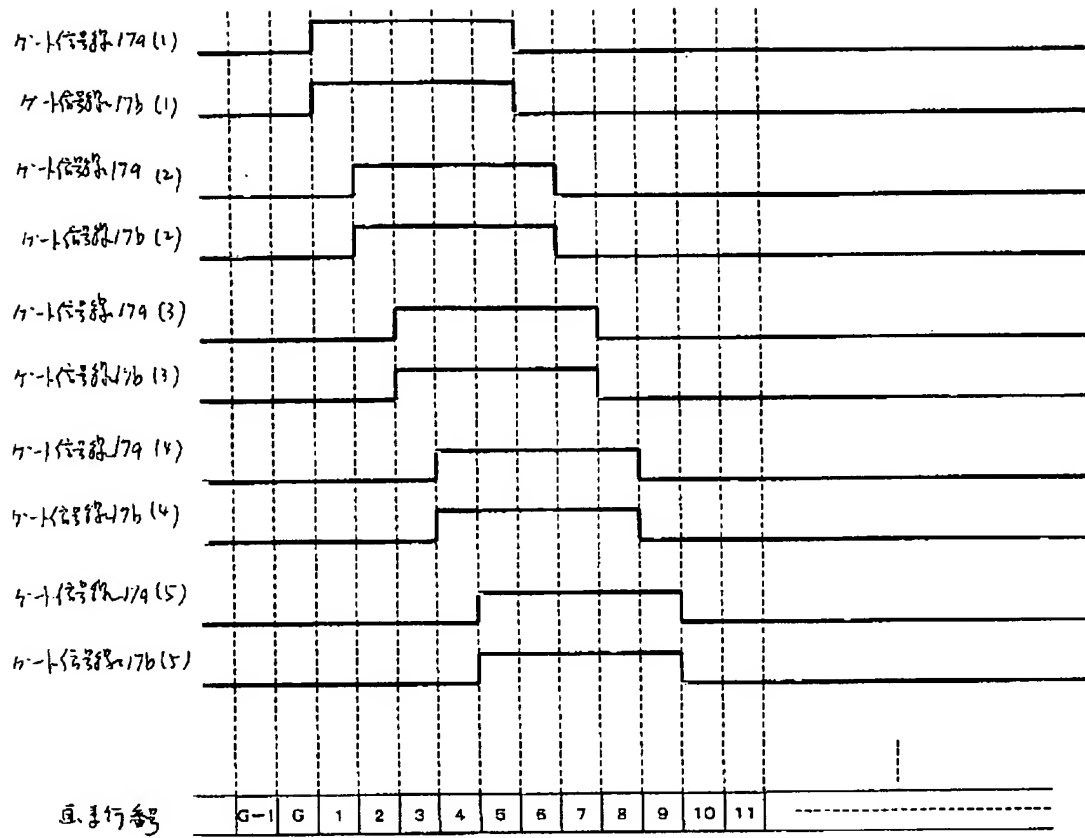 ゲート信号線17a (1)
ゲート信号線17b (1)
ゲート信号線17a (2)
ゲート信号線17b (2)
ゲート信号線17a (3)
ゲート信号線17b (3)
ゲート信号線17a (4)
ゲート信号線17b (4)
ゲート信号線17a (5)
ゲート信号線17b (5)
画素行番号 G-1 G 1 2 3 4 5 6 7 8 9 10 11